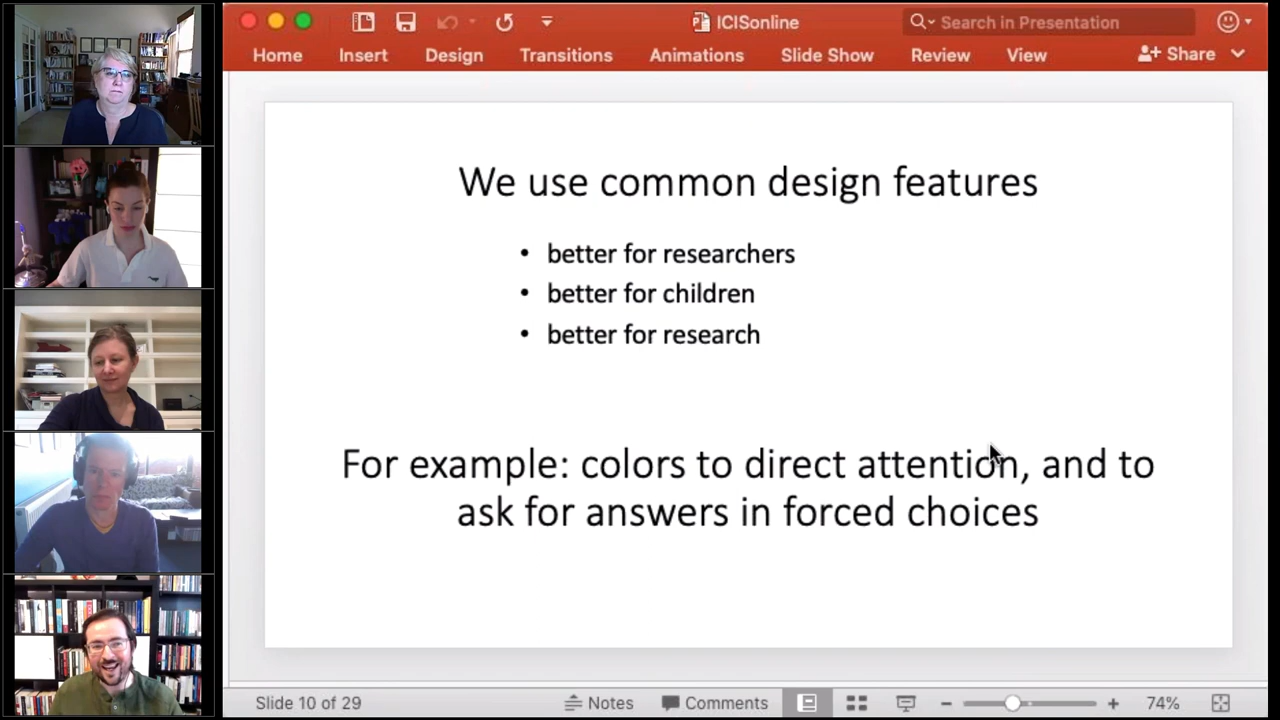 ICISonline
Search in Presentation
Home Insert Design Transitions Animations Slide Show Review View Share
We use common design features
• better for researchers
• better for children
• better for research
For example: colors to direct attention, and to
ask for answers in forced choices
Slide 10 of 29 Notes Comments 74%